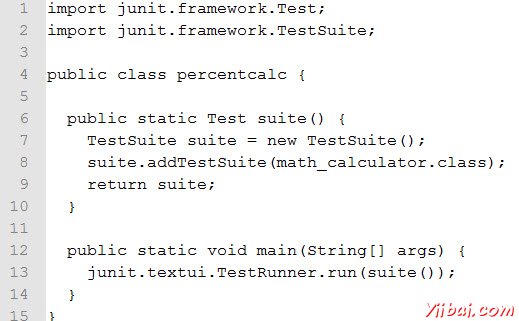 1 import junit.framework.Test;
2 import junit.framework.TestSuite;
3
4 public class percentcalc {
5
6   public static Test suite() {
7     TestSuite suite = new TestSuite();
8     suite.addTestSuite(math_calculator.class);
9     return suite;
10   }
11
12   public static void main(String[] args) {
13     junit.textui.TestRunner.run(suite());
14   }
15 }
Yiibai.com